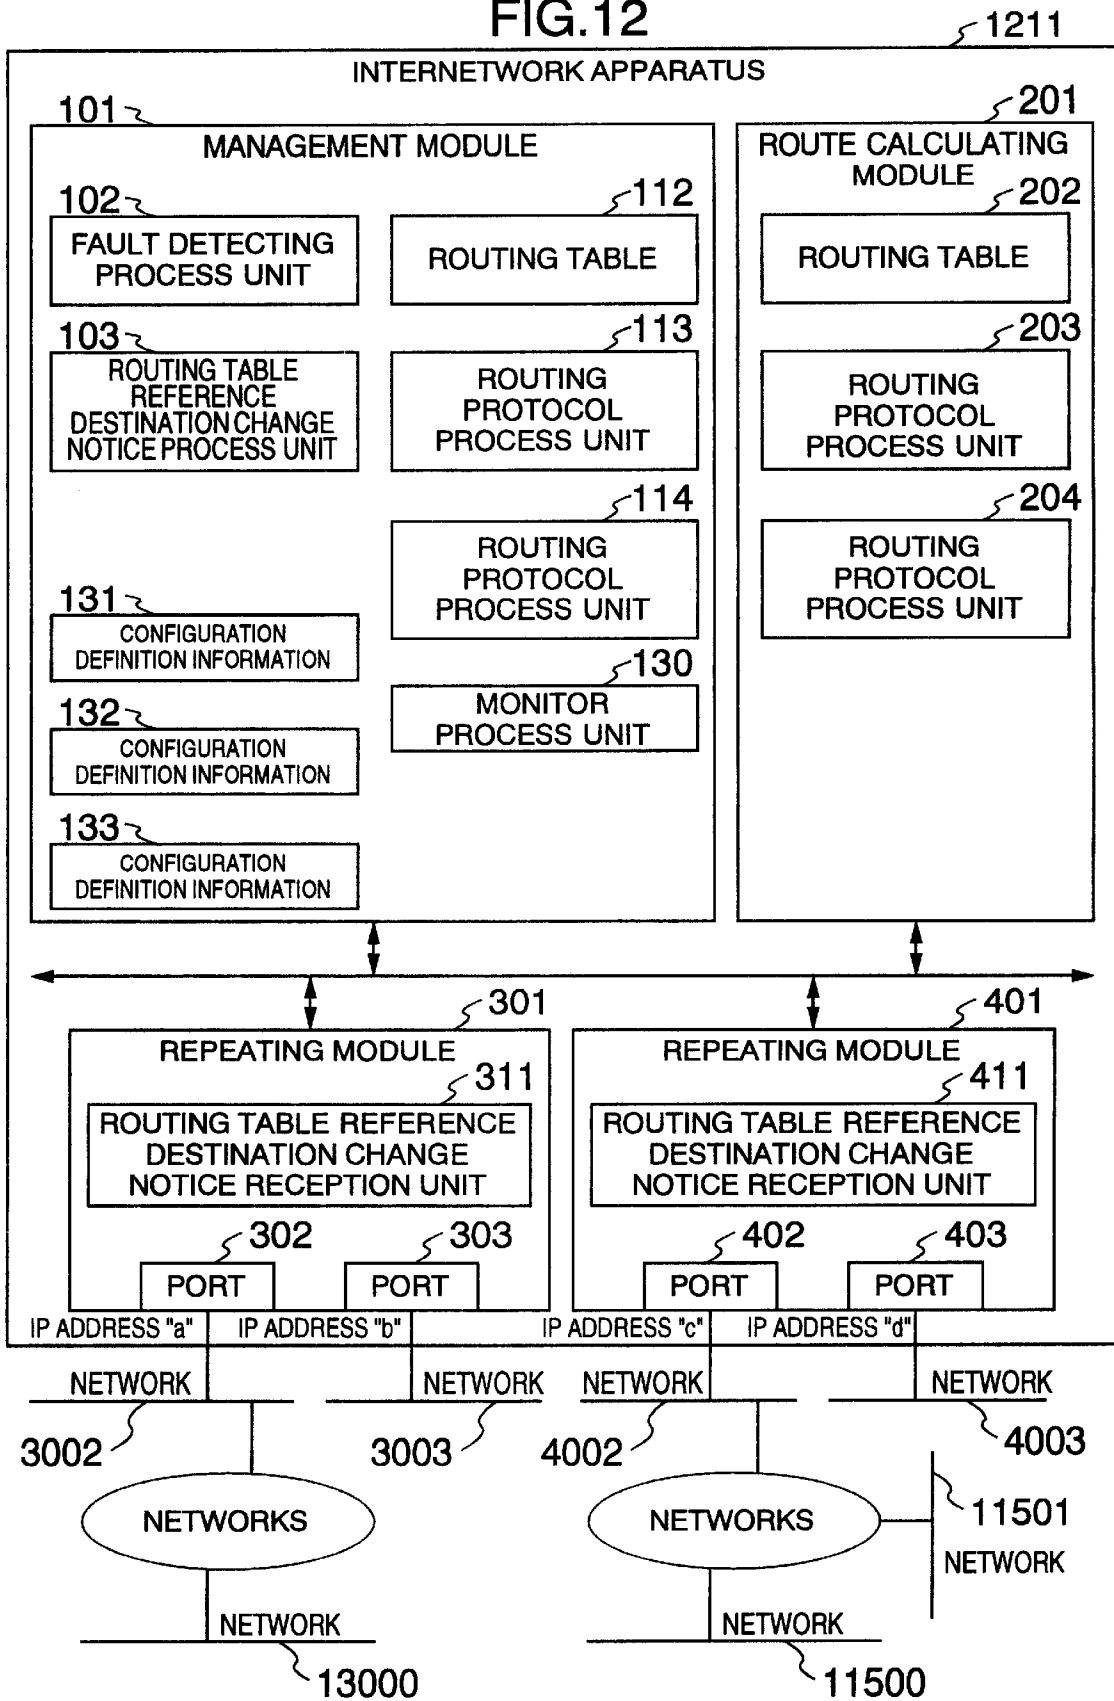 FIG.12
1211
INTERNETWORK APPARATUS
101
MANAGEMENT MODULE
102
FAULT DETECTING
PROCESS UNIT
103
ROUTING TABLE
REFERENCE
DESTINATION CHANGE
NOTICE PROCESS UNIT
112
ROUTING TABLE
113
ROUTING
PROTOCOL
PROCESS UNIT
114
ROUTING
PROTOCOL
PROCESS UNIT
131
CONFIGURATION
DEFINITION INFORMATION
130
MONITOR
PROCESS UNIT
132
CONFIGURATION
DEFINITION INFORMATION
133
CONFIGURATION
DEFINITION INFORMATION
201
ROUTE CALCULATING
MODULE
202
ROUTING TABLE
203
ROUTING
PROTOCOL
PROCESS UNIT
204
ROUTING
PROTOCOL
PROCESS UNIT
301
REPEATING MODULE
311
ROUTING TABLE REFERENCE
DESTINATION CHANGE
NOTICE RECEPTION UNIT
302
PORT
303
PORT
IP ADDRESS "a"
IP ADDRESS "b"
401
REPEATING MODULE
411
ROUTING TABLE REFERENCE
DESTINATION CHANGE
NOTICE RECEPTION UNIT
402
PORT
403
PORT
IP ADDRESS "c"
IP ADDRESS "d"
NETWORK
3002
NETWORK
3003
NETWORK
4002
NETWORK
4003
NETWORKS
NETWORKS
11501
NETWORK
NETWORK
13000
NETWORK
11500